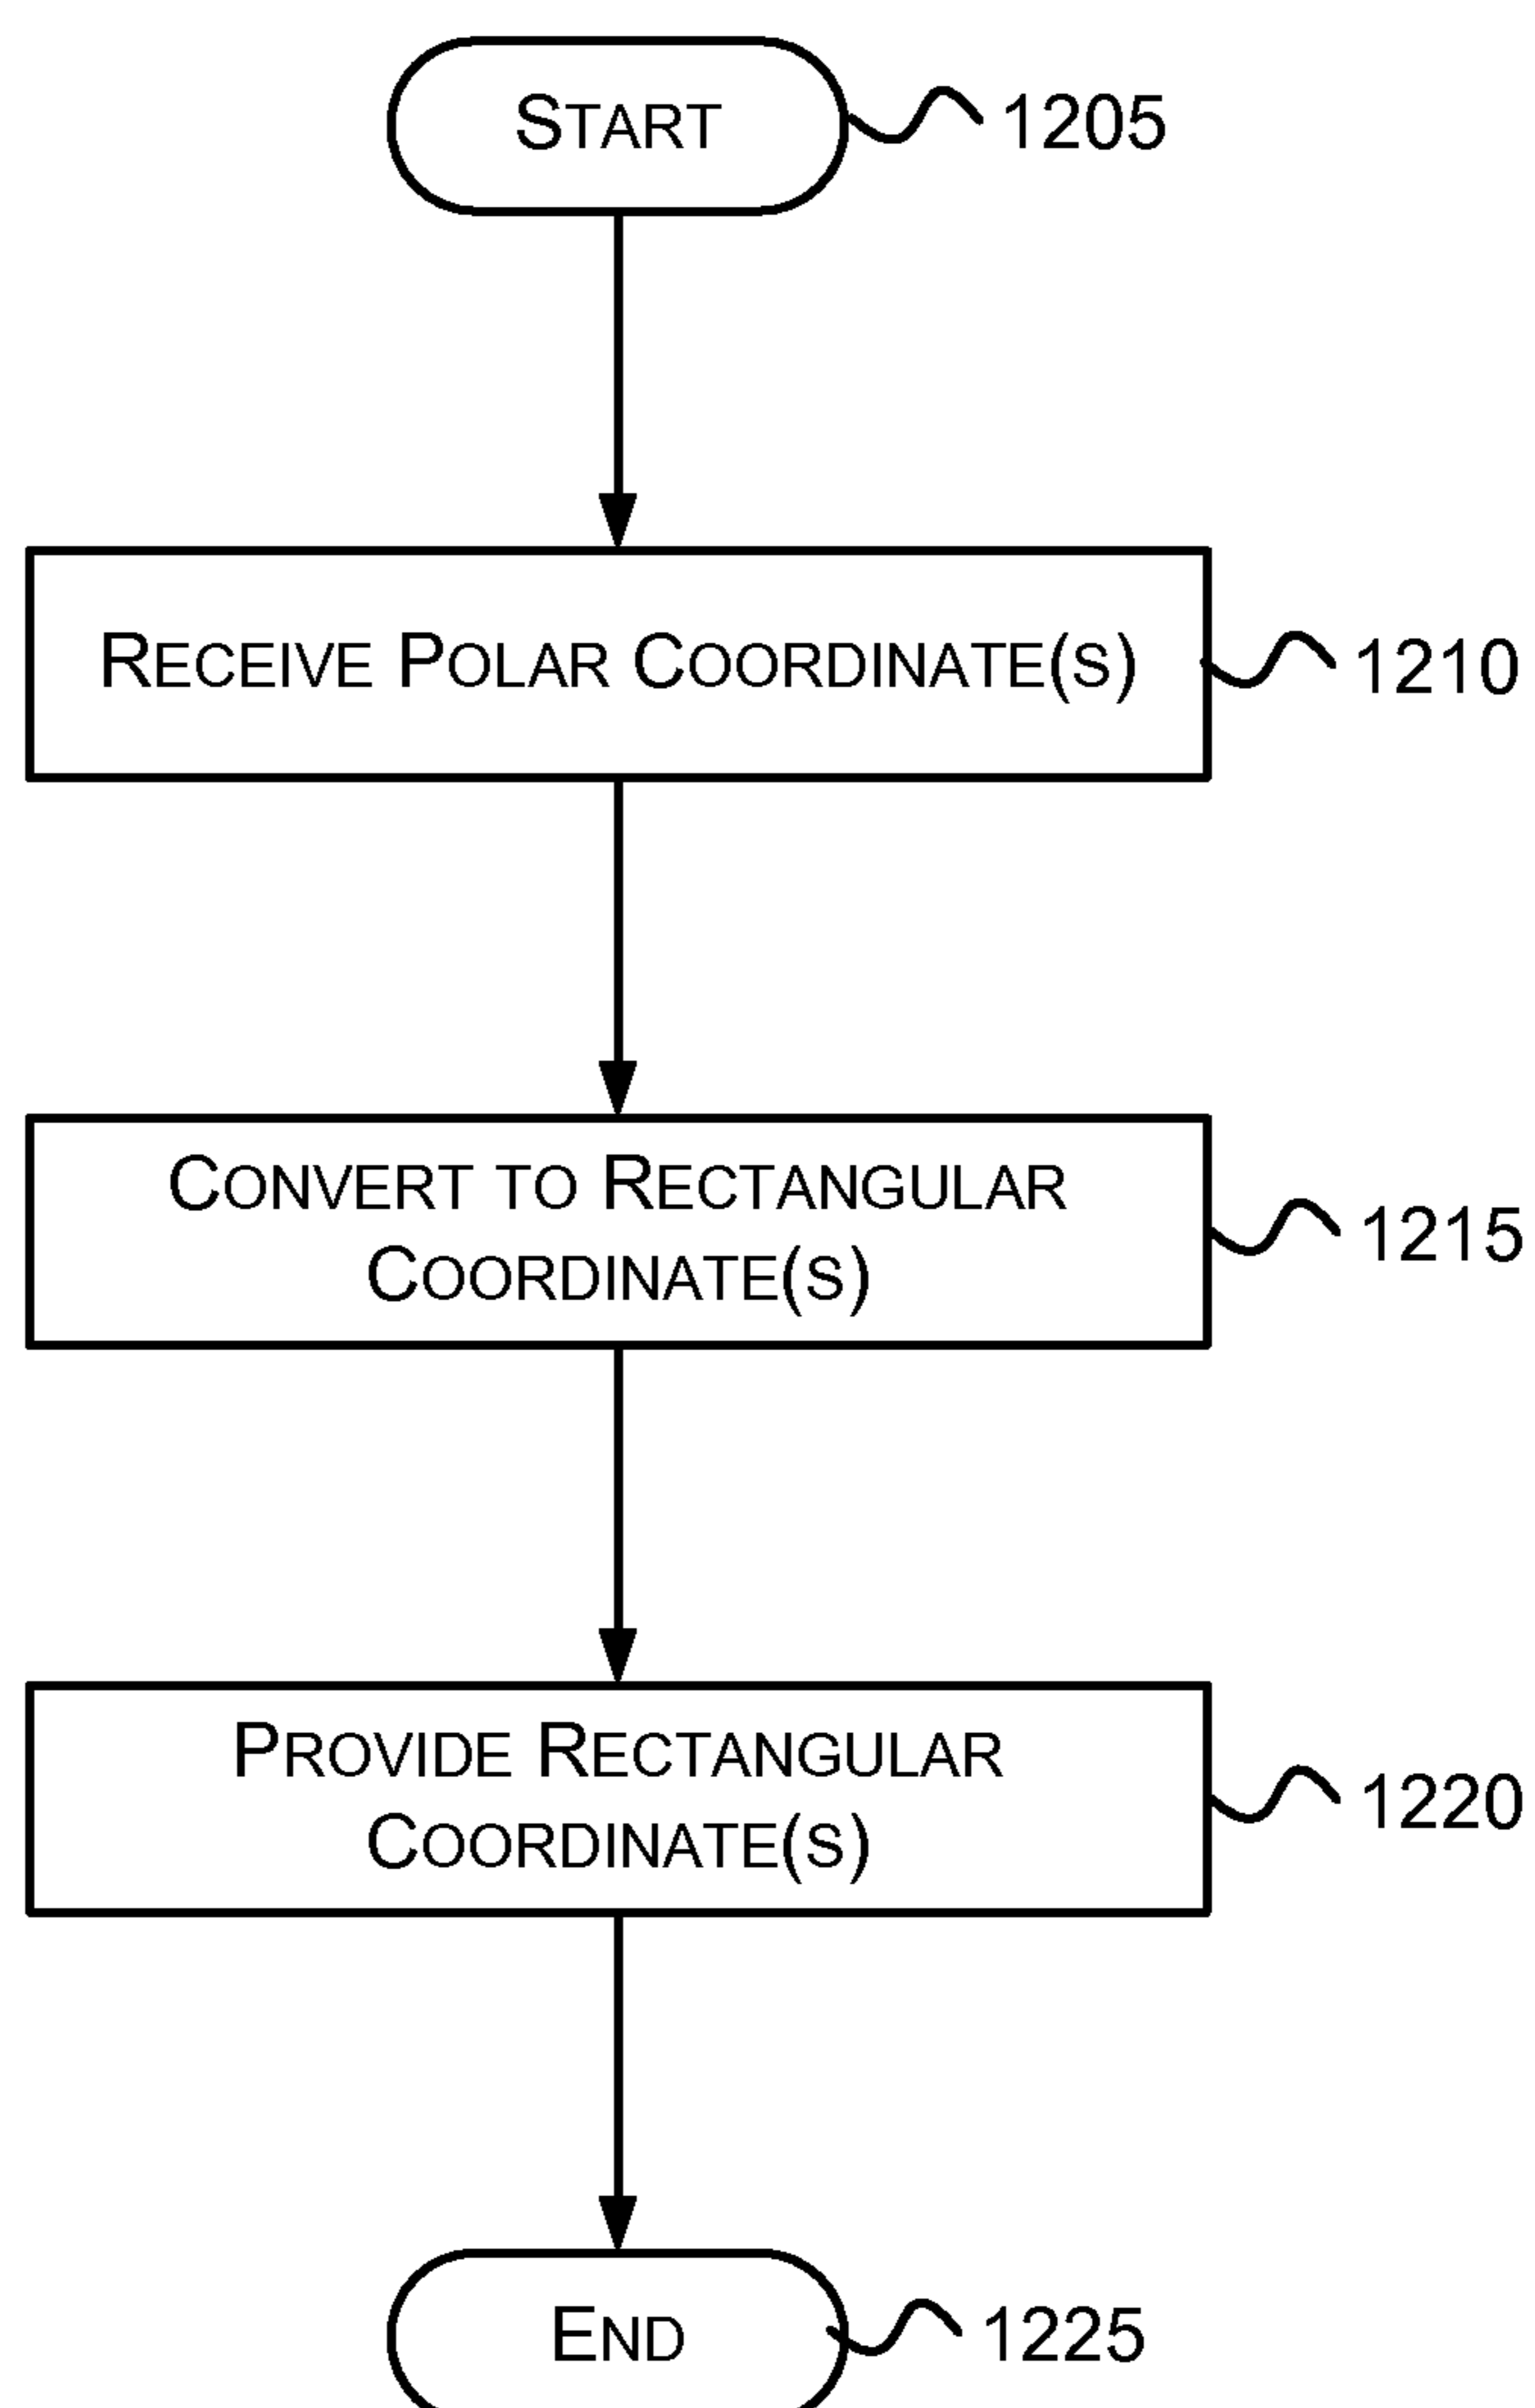 START
1205
RECEIVE POLAR COORDINATE(S)
1210
CONVERT TO RECTANGULAR
COORDINATE(S)
1215
PROVIDE RECTANGULAR
COORDINATE(S)
1220
END
1225